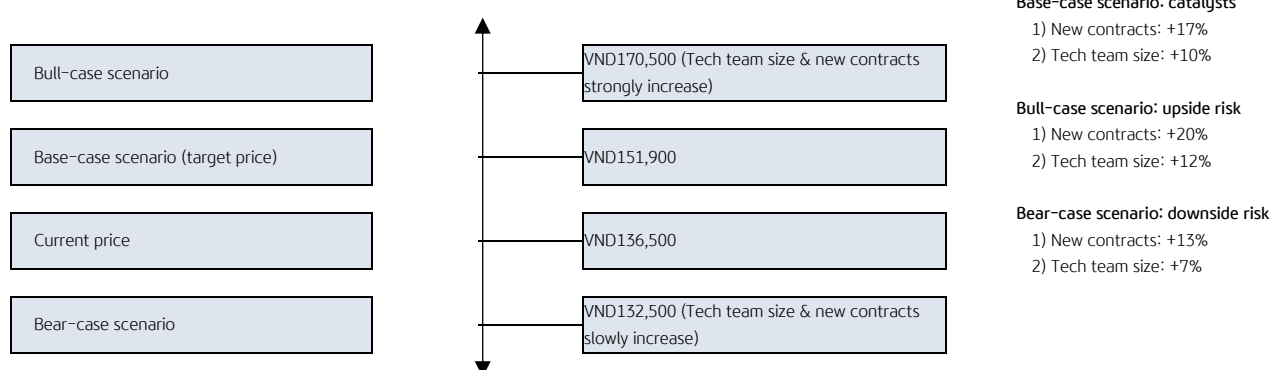 Bull-case scenario
VND170,500 (Tech team size & new contracts
strongly increase)
Base-case scenario (target price)
VND151,900
Current price
VND136,500
Bear-case scenario
VND132,500 (Tech team size & new contracts
slowly increase)
Base-case scenario: catalysts
1) New contracts: +17%
2) Tech team size: +10%
Bull-case scenario: upside risk
1) New contracts: +20%
2) Tech team size: +12%
Bear-case scenario: downside risk
1) New contracts: +13%
2) Tech team size: +7%